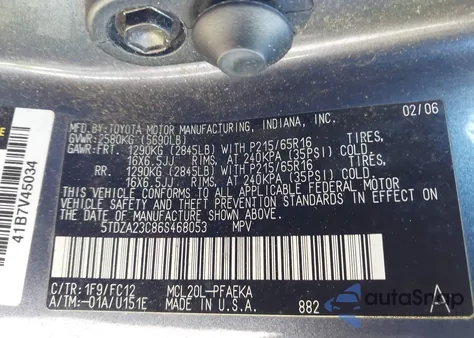 MFD.BY:TOYOTA MOTOR MANUFACTURING, INDIANA, INC. 02/06
GVWR:2580KG (5690LB)
GAWR:FRT. 1290KG (2845LB) WITH P215/65R16 TIRES,
16X6.5JJ RIMS, AT 240KPA (35PSI) COLD.
RR. 1290KG (2845LB) WITH P215/65R16 TIRES,
16X6.5JJ RIMS, AT 240KPA (35PSI) COLD.
THIS VEHICLE CONFORMS TO ALL APPLICABLE FEDERAL MOTOR
VEHICLE SAFETY AND BUMPER STANDARDS IN EFFECT ON
THE DATE OF MANUFACTURE SHOWN ABOVE.
5TDZA23C86S468053 MPV
C/TR:1F9/FC12 MCL20L-PFAEKA
A/TM:-01A/U151E MADE IN U.S.A. 882 A
41B7V45034
AutoSnap